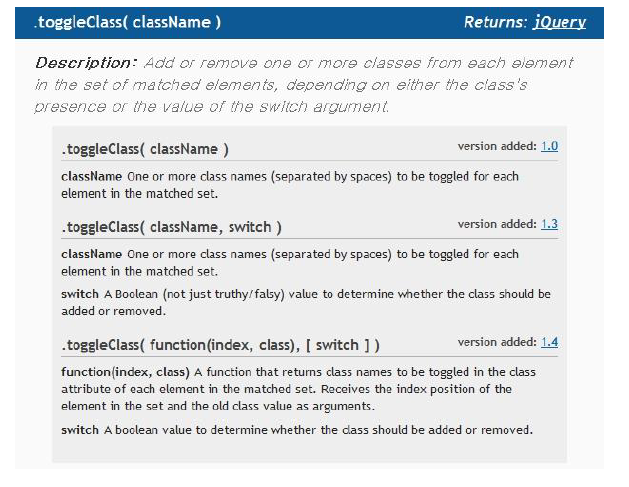 .toggleClass( className ) Returns: jQuery
Description: Add or remove one or more classes from each element
in the set of matched elements, depending on either the class's
presence or the value of the switch argument.
.toggleClass( className ) version added: 1.0
className One or more class names (separated by spaces) to be toggled for each
element in the matched set.
.toggleClass( className, switch ) version added: 1.3
className One or more class names (separated by spaces) to be toggled for each
element in the matched set.
switch A Boolean (not just truthy/falsy) value to determine whether the class should be
added or removed.
.toggleClass( function(index, class), [ switch ] ) version added: 1.4
function(index, class) A function that returns class names to be toggled in the class
attribute of each element in the matched set. Receives the index position of the
element in the set and the old class value as arguments.
switch A boolean value to determine whether the class should be added or removed.